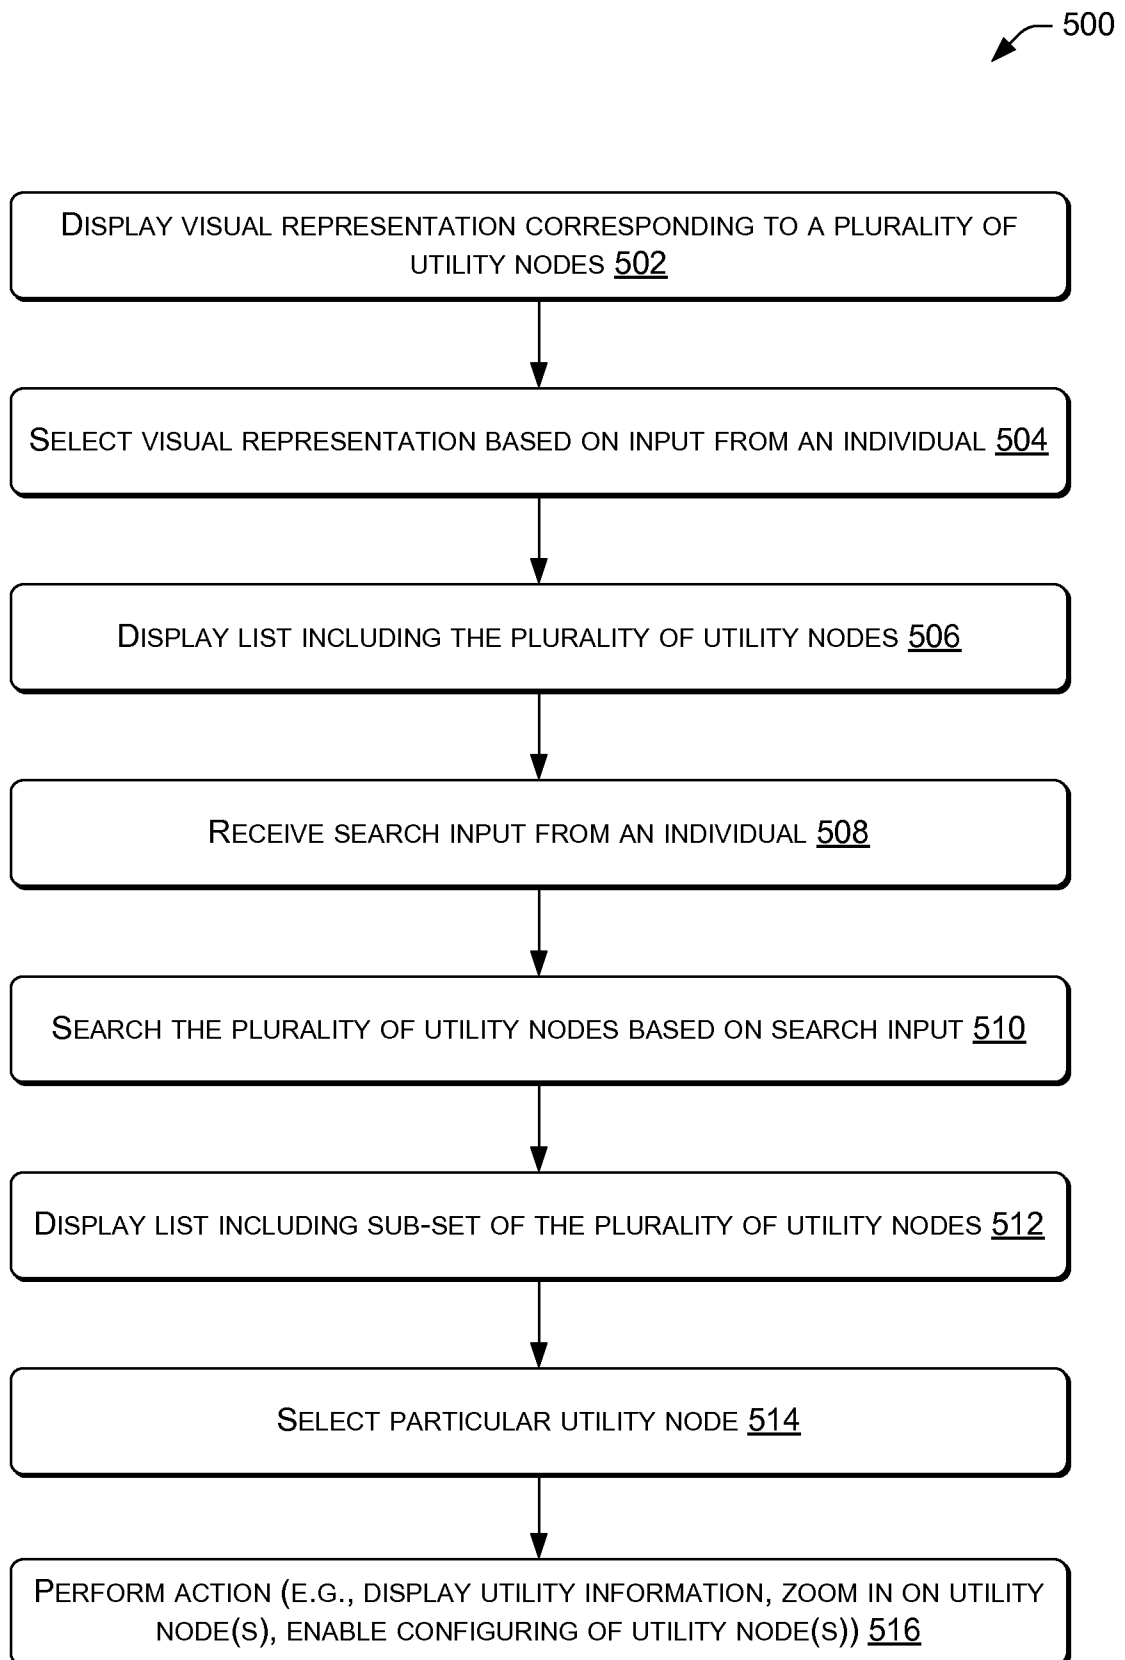 500
DISPLAY VISUAL REPRESENTATION CORRESPONDING TO A PLURALITY OF
UTILITY NODES 502
SELECT VISUAL REPRESENTATION BASED ON INPUT FROM AN INDIVIDUAL 504
DISPLAY LIST INCLUDING THE PLURALITY OF UTILITY NODES 506
RECEIVE SEARCH INPUT FROM AN INDIVIDUAL 508
SEARCH THE PLURALITY OF UTILITY NODES BASED ON SEARCH INPUT 510
DISPLAY LIST INCLUDING SUB-SET OF THE PLURALITY OF UTILITY NODES 512
SELECT PARTICULAR UTILITY NODE 514
PERFORM ACTION (E.G., DISPLAY UTILITY INFORMATION, ZOOM IN ON UTILITY
NODE(S), ENABLE CONFIGURING OF UTILITY NODE(S)) 516